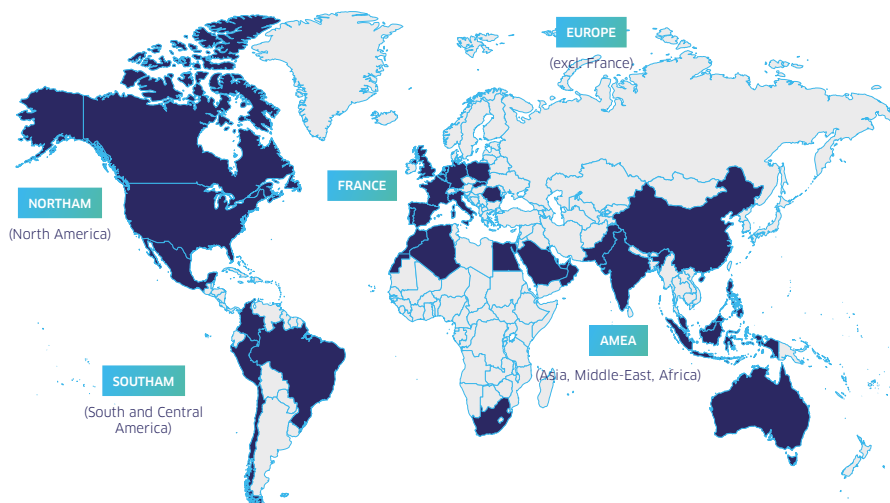 EUROPE
(excl. France)
FRANCE
NORTHAM
(North America)
AMEA
(Asia, Middle-East, Africa)
SOUTHAM
(South and Central
America)